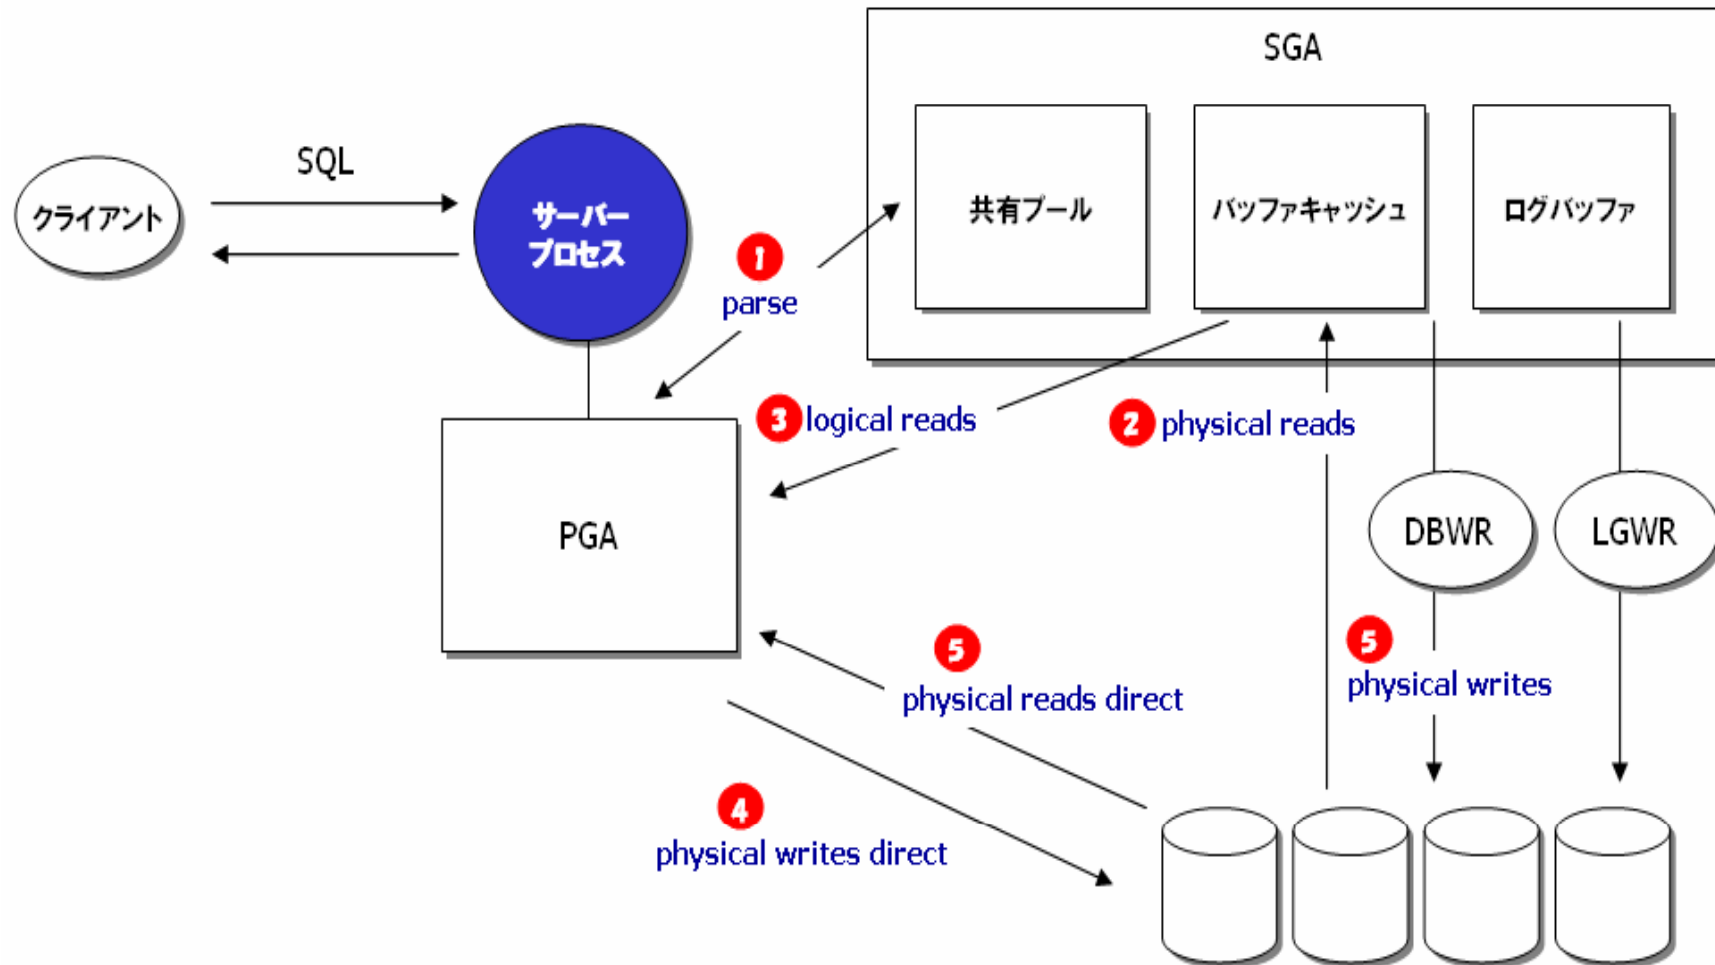 SGA
SQL
クライアント
サーバー
プロセス
共有プール
バッファキャッシュ
ログバッファ
1
parse
3 logical reads
2 physical reads
PGA
DBWR
LGWR
5
physical reads direct
5
physical writes
4
physical writes direct